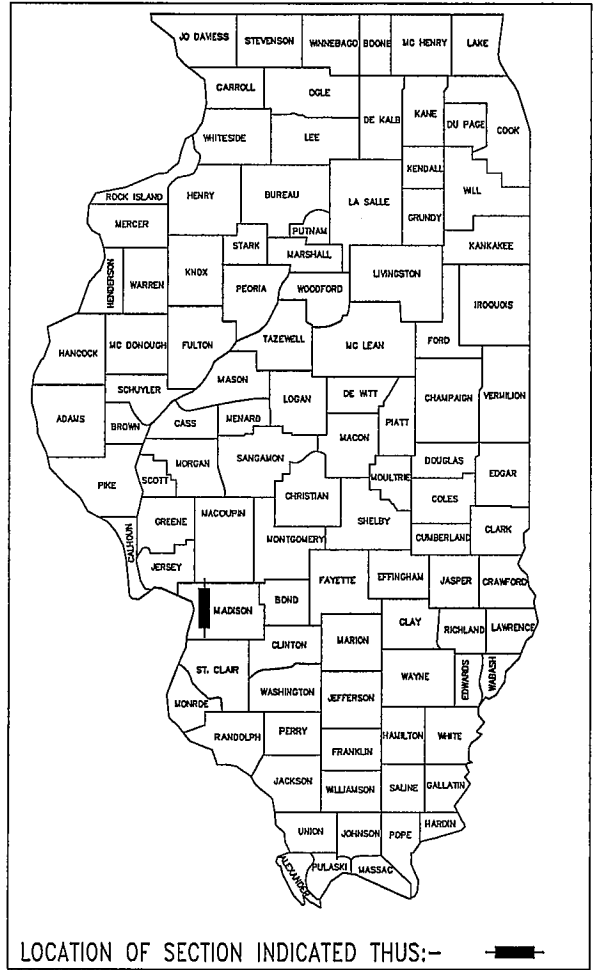 JO DAVIESS STEVENSON WINNEBAGO BOONE MC HENRY LAKE
CARROLL OGLE DE KALB KANE DU PAGE COOK
WHITESIDE LEE KENDALL WILL
ROCK ISLAND HENRY BUREAU LA SALLE GRUNDY
MERCER STARK PUTNAM MARSHALL KANKAKEE
HENDERSON WARREN KNOX PEORIA WOODFORD LIVINGSTON IROQUOIS
HANCOCK MC DONOUGH FULTON TAZEWELL MC LEAN FORD
MASON
SCHUYLER LOGAN DE WITT CHAMPAIGN VERMILION
ADAMS BROWN CASS MENARD MACON PIATT
PIKE SCOTT MORGAN SANGAMON MOULTRIE DOUGLAS EDGAR
CHRISTIAN COLES
CALHOUN GREENE MACOUPIN MONTGOMERY SHELBY CUMBERLAND CLARK
JERSEY FAYETTE EFFINGHAM JASPER CRAWFORD
MADISON BOND CLAY RICHLAND LAWRENCE
CLINTON MARION
ST. CLAIR WAYNE EDWARDS WABASH
MONROE WASHINGTON JEFFERSON
RANDOLPH PERRY HAMILTON WHITE
FRANKLIN
JACKSON WILLIAMSON SALINE GALLATIN
UNION JOHNSON POPE HARDIN
ALEXANDER PULASKI MASSAC
LOCATION OF SECTION INDICATED THUS:-